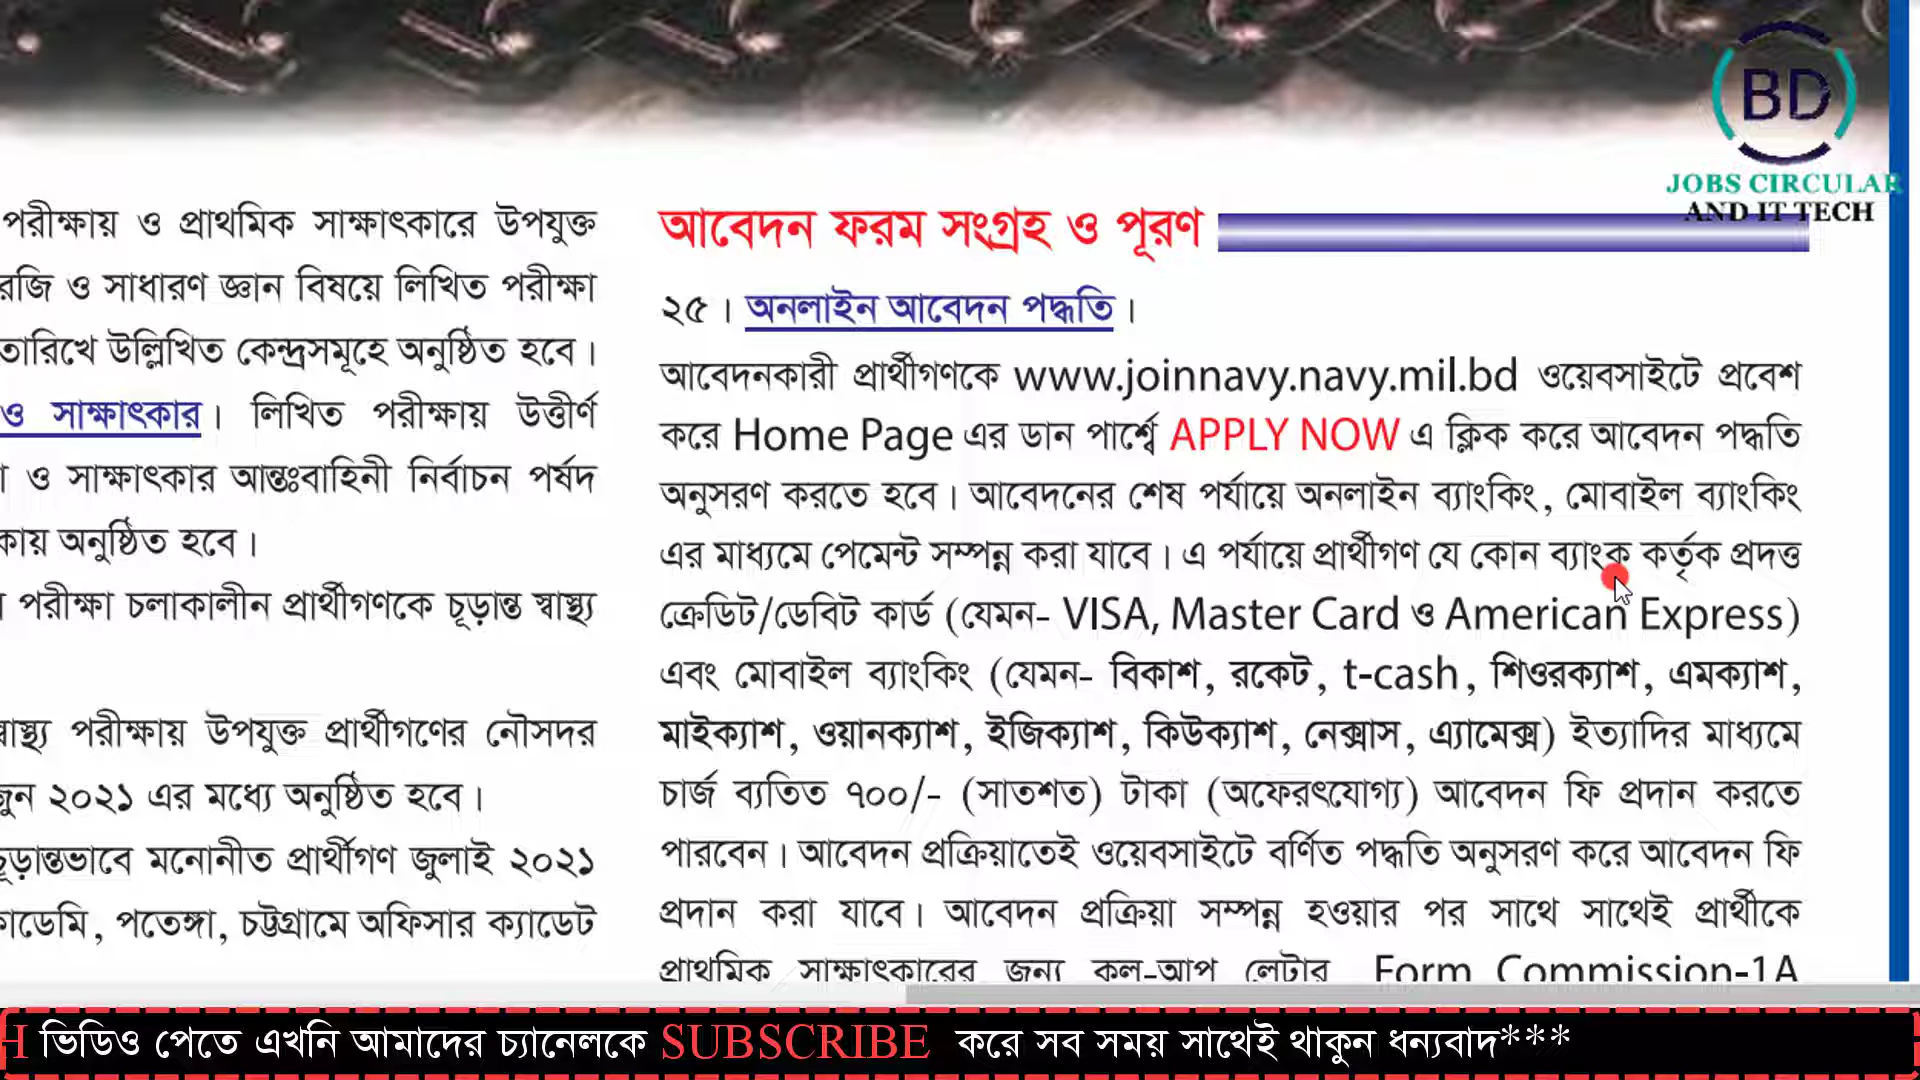 BD
JOBS CIRCULAR
AND IT TECH
পরীক্ষায় ও প্রাথমিক সাক্ষাৎকারে উপযুক্ত
ও সাধারণ জ্ঞান বিষয়ে লিখিত পরীক্ষা
তারিখে উল্লিখিত কেন্দ্রসমূহে অনুষ্ঠিত হবে।
ও সাক্ষাৎকার। লিখিত পরীক্ষায় উত্তীর্ণ
ও সাক্ষাৎকার আন্তঃবাহিনী নির্বাচন পর্ষদ
অনুষ্ঠিত হবে।
পরীক্ষা চলাকালীন প্রার্থীগণকে চূড়ান্ত স্বাস্থ্য
পরীক্ষায় উপযুক্ত প্রার্থীগণের নৌসদর
২০২১ এর মধ্যে অনুষ্ঠিত হবে।
মনোনীত প্রার্থীগণ জুলাই ২০২১
পতেঙ্গা, চট্টগ্রামে অফিসার ক্যাডেট
আবেদন ফরম সংগ্রহ ও পূরণ
২৫। অনলাইন আবেদন পদ্ধতি।
আবেদনকারী প্রার্থীগণকে www.joinnavy.navy.mil.bd ওয়েবসাইটে প্রবেশ
করে Home Page এর ডান পার্শ্বে APPLY NOW এ ক্লিক করে আবেদন পদ্ধতি
অনুসরণ করতে হবে। আবেদনের শেষ পর্যায়ে অনলাইন ব্যাংকিং, মোবাইল ব্যাংকিং
এর মাধ্যমে পেমেন্ট সম্পন্ন করা যাবে। এ পর্যায়ে প্রার্থীগণ যে কোন ব্যাংক কর্তৃক প্রদত্ত
ক্রেডিট/ডেবিট কার্ড (যেমন- VISA, Master Card ও American Express)
এবং মোবাইল ব্যাংকিং (যেমন- বিকাশ, রকেট, t-cash, শিওরক্যাশ, এমক্যাশ,
মাইক্যাশ, ওয়ানক্যাশ, ইজিক্যাশ, কিউক্যাশ, নেক্সাস, এ্যামেক্স) ইত্যাদির মাধ্যমে
চার্জ ব্যতিত ৭০০/- (সাতশত) টাকা (অফেরৎযোগ্য) আবেদন ফি প্রদান করতে
পারবেন। আবেদন প্রক্রিয়াতেই ওয়েবসাইটে বর্ণিত পদ্ধতি অনুসরণ করে আবেদন ফি
প্রদান করা যাবে। আবেদন প্রক্রিয়া সম্পন্ন হওয়ার পর সাথে সাথেই প্রার্থীকে
প্রাথমিক সাক্ষাৎকারের জন্য কল-আপ লেটার Form Commission-1A
ভিডিও পেতে এখনি আমাদের চ্যানেলকে SUBSCRIBE করে সব সময় সাথেই থাকুন ধন্যবাদ***